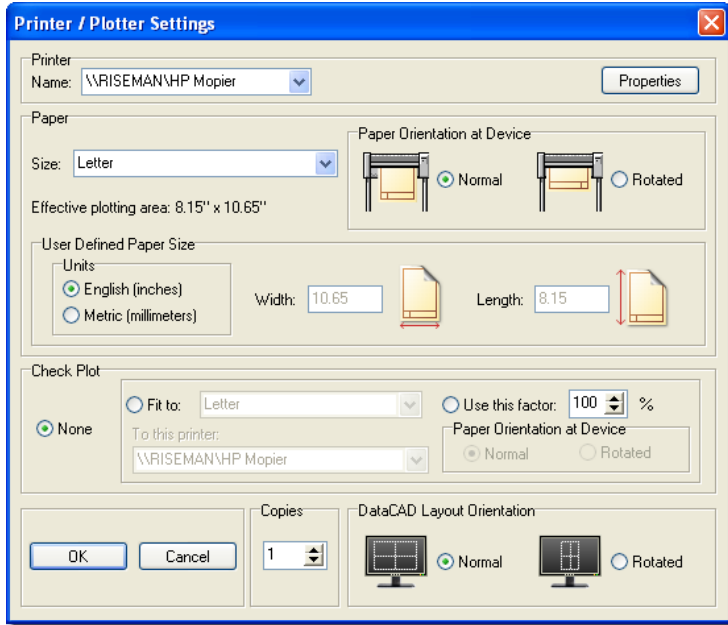 Printer / Plotter Settings
Printer
Name: \\RISEMAN\HP Mopier
Properties
Paper
Size: Letter
Effective plotting area: 8.15" x 10.65"
Paper Orientation at Device
Normal
Rotated
User Defined Paper Size
Units
English (inches)
Metric (millimeters)
Width: 10.65
Length: 8.15
Check Plot
None
Fit to: Letter
To this printer:
\\RISEMAN\HP Mopier
Use this factor: 100 %
Paper Orientation at Device
Normal
Rotated
OK
Cancel
Copies
1
DataCAD Layout Orientation
Normal
Rotated